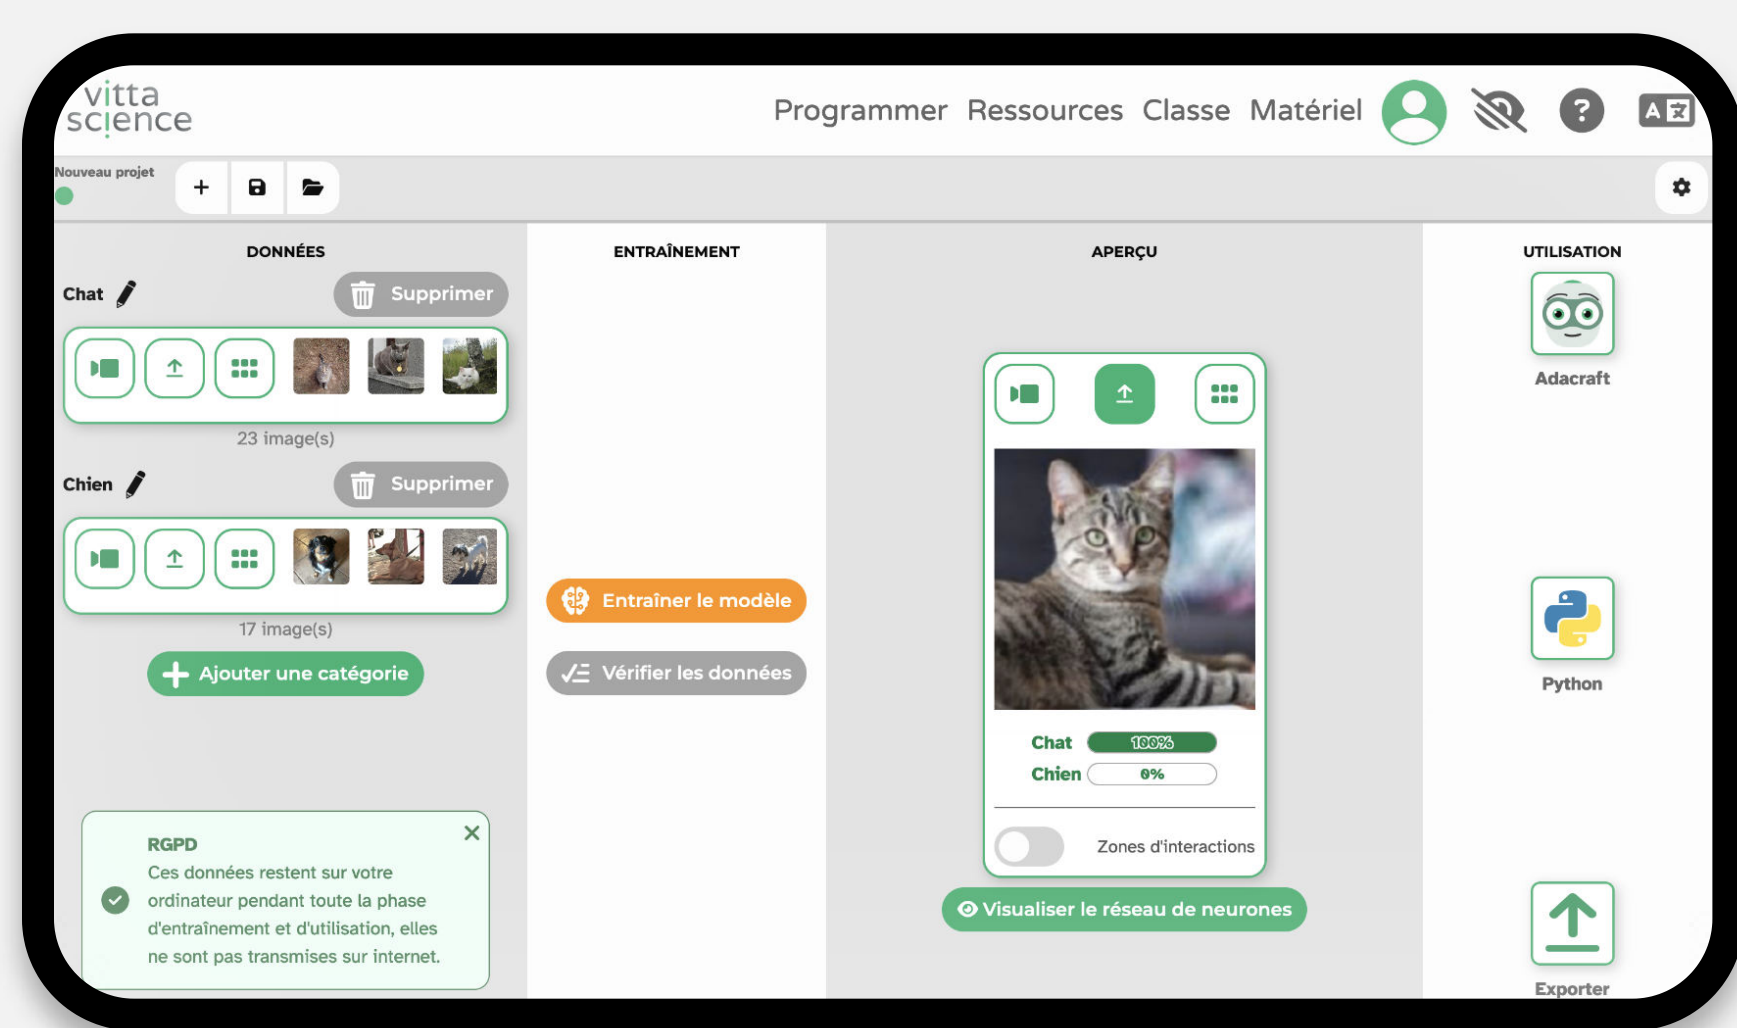 vitta
science
Programmer Ressources Classe Matériel
?
A 文
Nouveau projet
DONNÉES
ENTRAÎNEMENT
APERÇU
UTILISATION
Chat
Supprimer
23 image(s)
Chien
Supprimer
17 image(s)
Ajouter une catégorie
RGPD
Ces données restent sur votre
ordinateur pendant toute la phase
d'entraînement et d'utilisation, elles
ne sont pas transmises sur internet.
Entraîner le modèle
Vérifier les données
Chat 100%
Chien 0%
Zones d'interactions
Visualiser le réseau de neurones
Adacraft
Python
Exporter